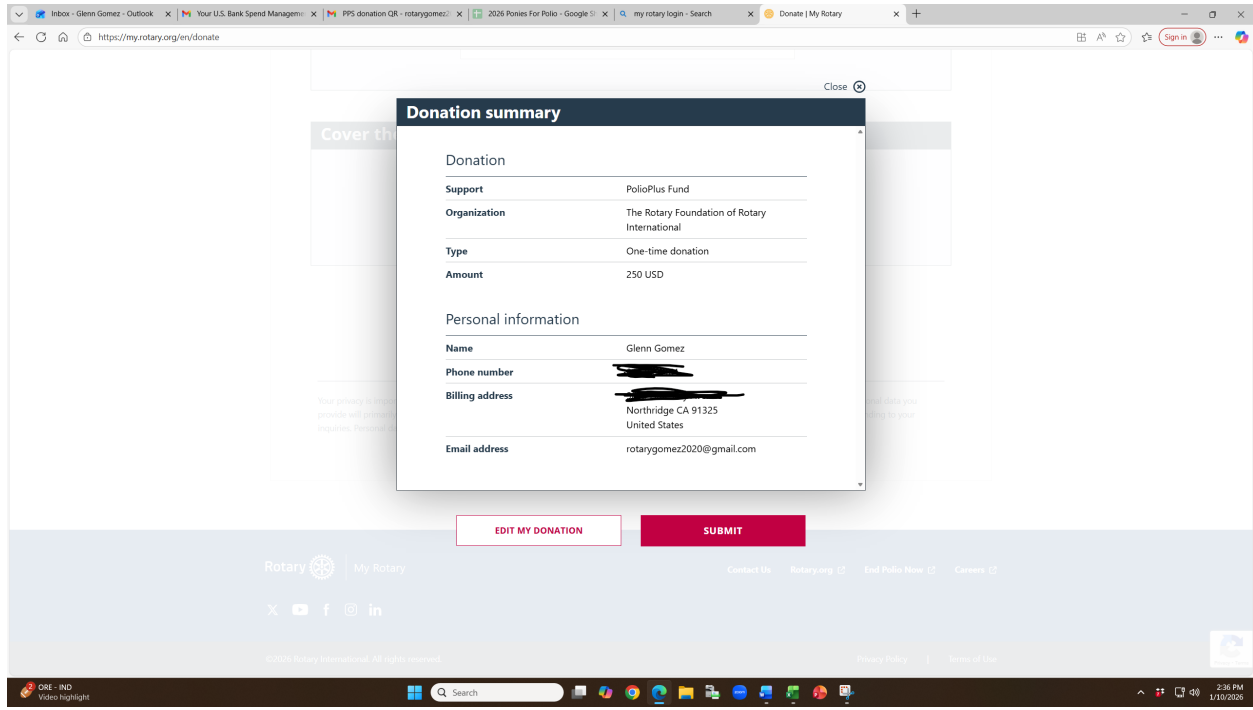 Inbox - Glenn Gomez - Outlook
Your U.S. Bank Spend Manageme
PPS donation QR - rotarygomez2
2026 Ponies For Polio - Google Sh
my rotary login - Search
Donate | My Rotary
https://my.rotary.org/en/donate
Sign in
Close
Cover the
Donation summary
Donation
Support PolioPlus Fund
Organization The Rotary Foundation of Rotary
International
Type One-time donation
Amount 250 USD
Personal information
Name Glenn Gomez
Phone number
Billing address
Northridge CA 91325
United States
Email address rotarygomez2020@gmail.com
EDIT MY DONATION
SUBMIT
Rotary My Rotary
Contact Us Rotary.org End Polio Now Careers
©2026 Rotary International. All rights reserved.
Privacy Policy | Terms of Use
2
ORE - IND
Video highlight
Search
2:36 PM
1/10/2026